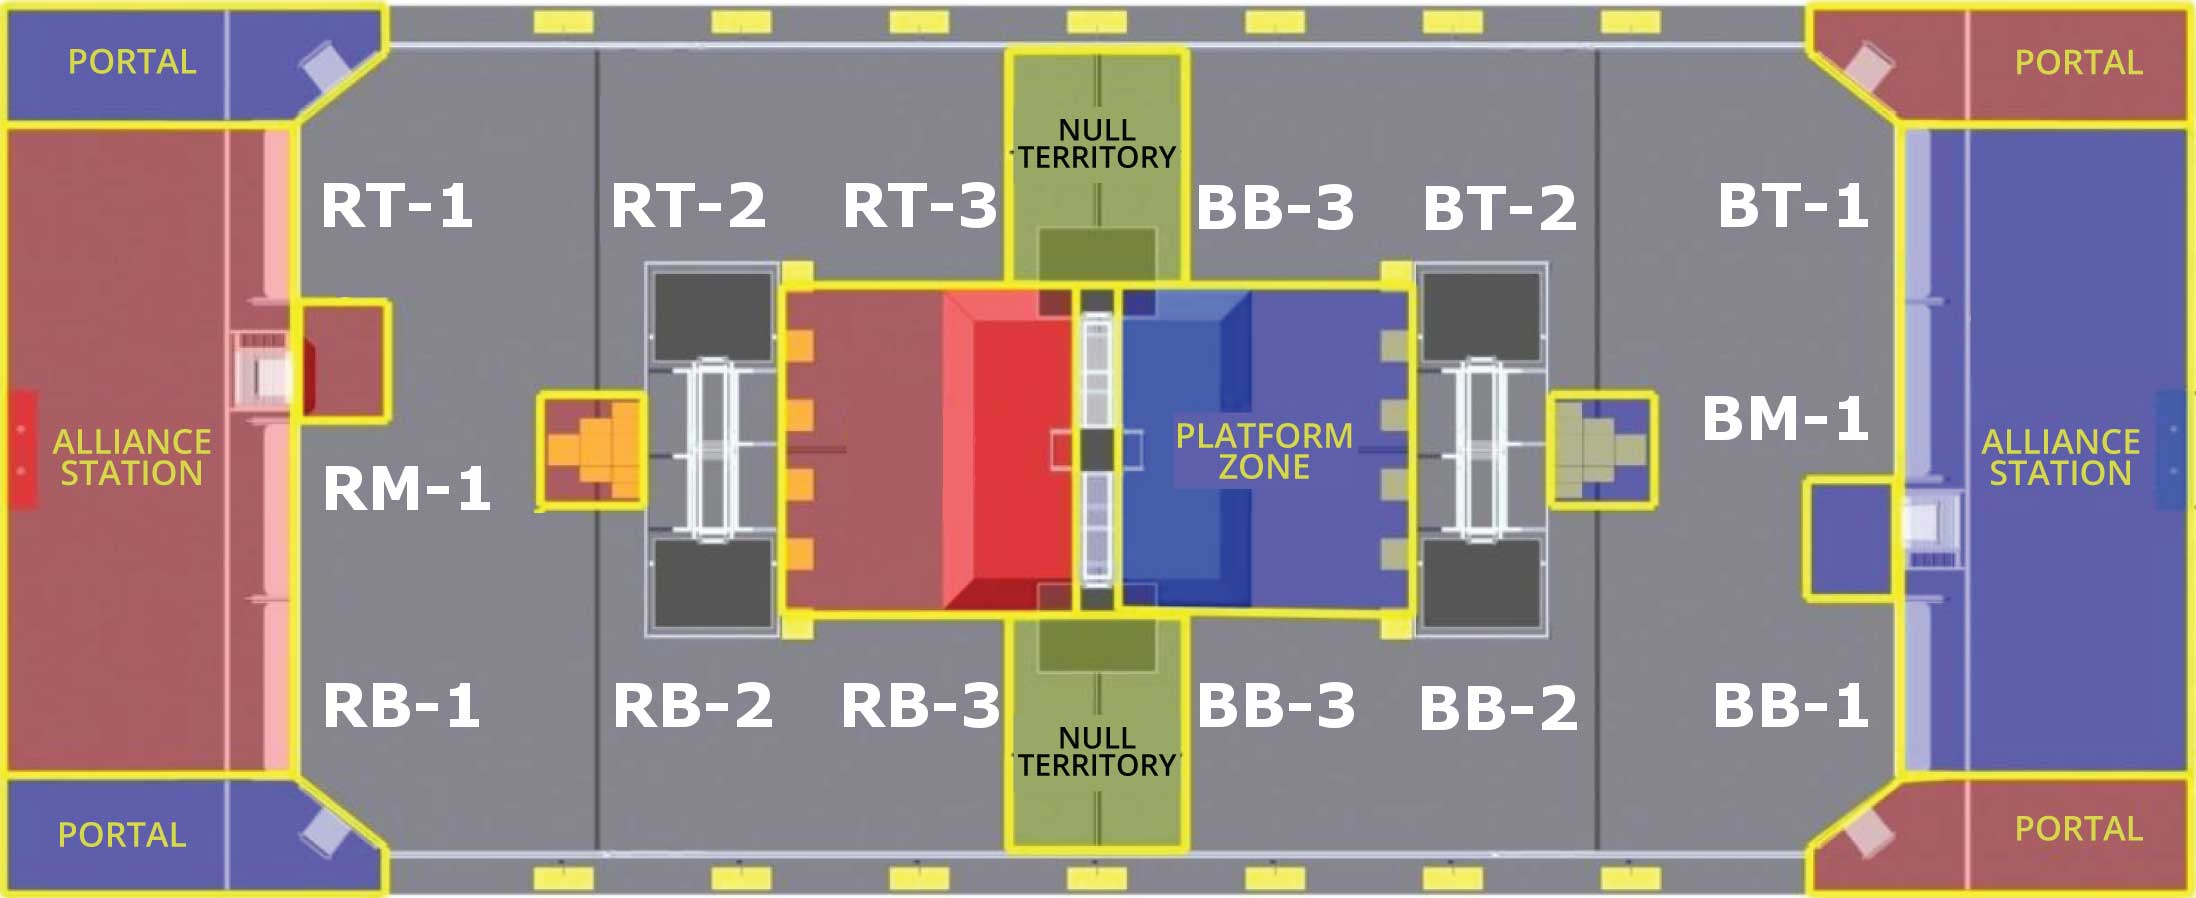 PORTAL
PORTAL
NULL
TERRITORY
RT-1
RT-2
RT-3
BB-3
BT-2
BT-1
ALLIANCE
STATION
RM-1
PLATFORM
ZONE
BM-1
ALLIANCE
STATION
RB-1
RB-2
RB-3
BB-3
BB-2
BB-1
NULL
TERRITORY
PORTAL
PORTAL